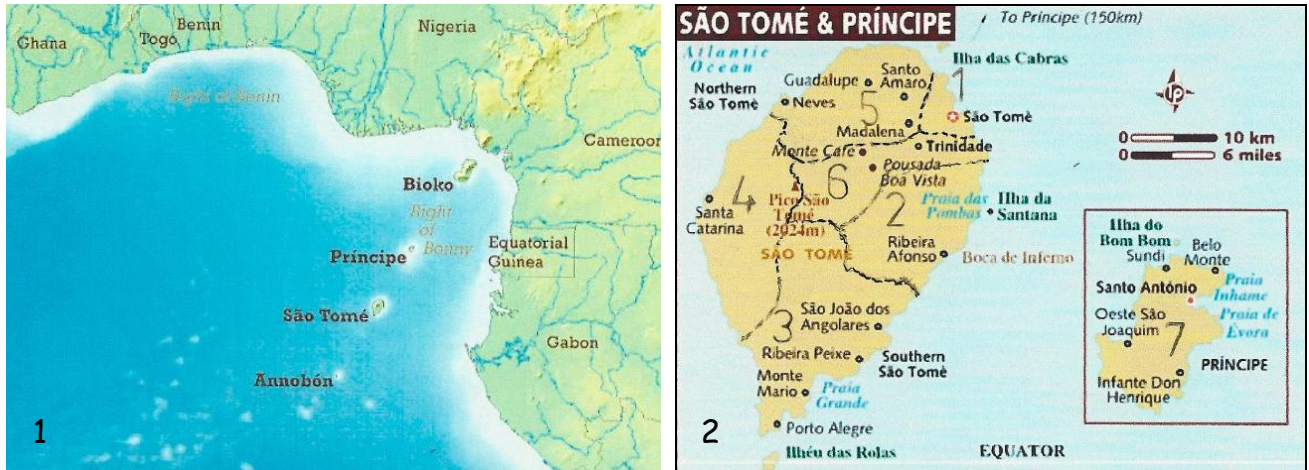 Ghana
Togo
Benin
Nigeria
Bight of Benin
Cameroon
Bioko
Bight
of
Bonny
Equatorial
Guinea
Príncipe
São Tomé
Gabon
Annobón
1
SÃO TOMÉ & PRÍNCIPE
To Príncipe (150km)
Atlantic
Ocean
Ilha das Cabras
Guadalupe
Santo
Amaro
1
Northern
São Tomè
Neves
5
São Tomè
Madalena
Trinidade
0 10 km
0 6 miles
Monte Café
Pousada
Boa Vista
6
4
Santa
Catarina
Pico São
Tomé
(2024m)
2
Praia das
Pombas
Ilha da
Santana
SÃO TOMÉ
Ribeira
Afonso
Boca de Inferno
3
São João dos
Angolares
Ribeira Peixe
Southern
São Tomè
Monte
Mario
Praia
Grande
Porto Alegre
Ilhéu das Rolas
EQUATOR
Ilha do
Bom Bom
Sundi
Belo
Monte
Santo António
Praia
Inhame
Oeste São
Joaquim
Praia de
Évora
7
PRÍNCIPE
Infante Don
Henrique
2